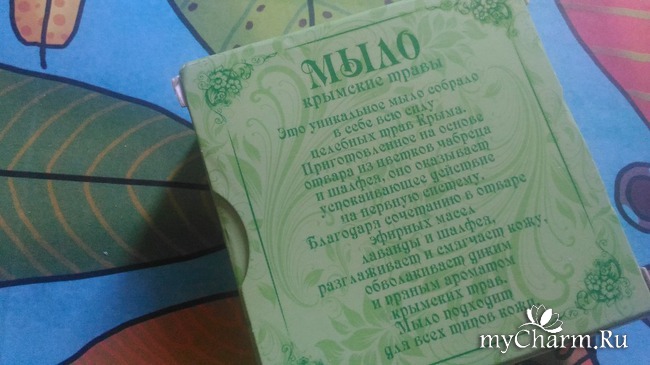 Мыло
крымские травы
Это уникальное мыло собрало
в себе всю силу
целебных трав Крыма.
Приготовленное на основе
отвара из цветков чабреца
и шалфея, оно оказывает
успокаивающее действие
на нервную систему.
Благодаря сочетанию в отваре
эфирных масел
лаванды и шалфея,
разглаживает и смягчает кожу,
обволакивает диким
и пряным ароматом
крымских трав.
Мыло подходит
для всех типов кожи
myCharm.Ru